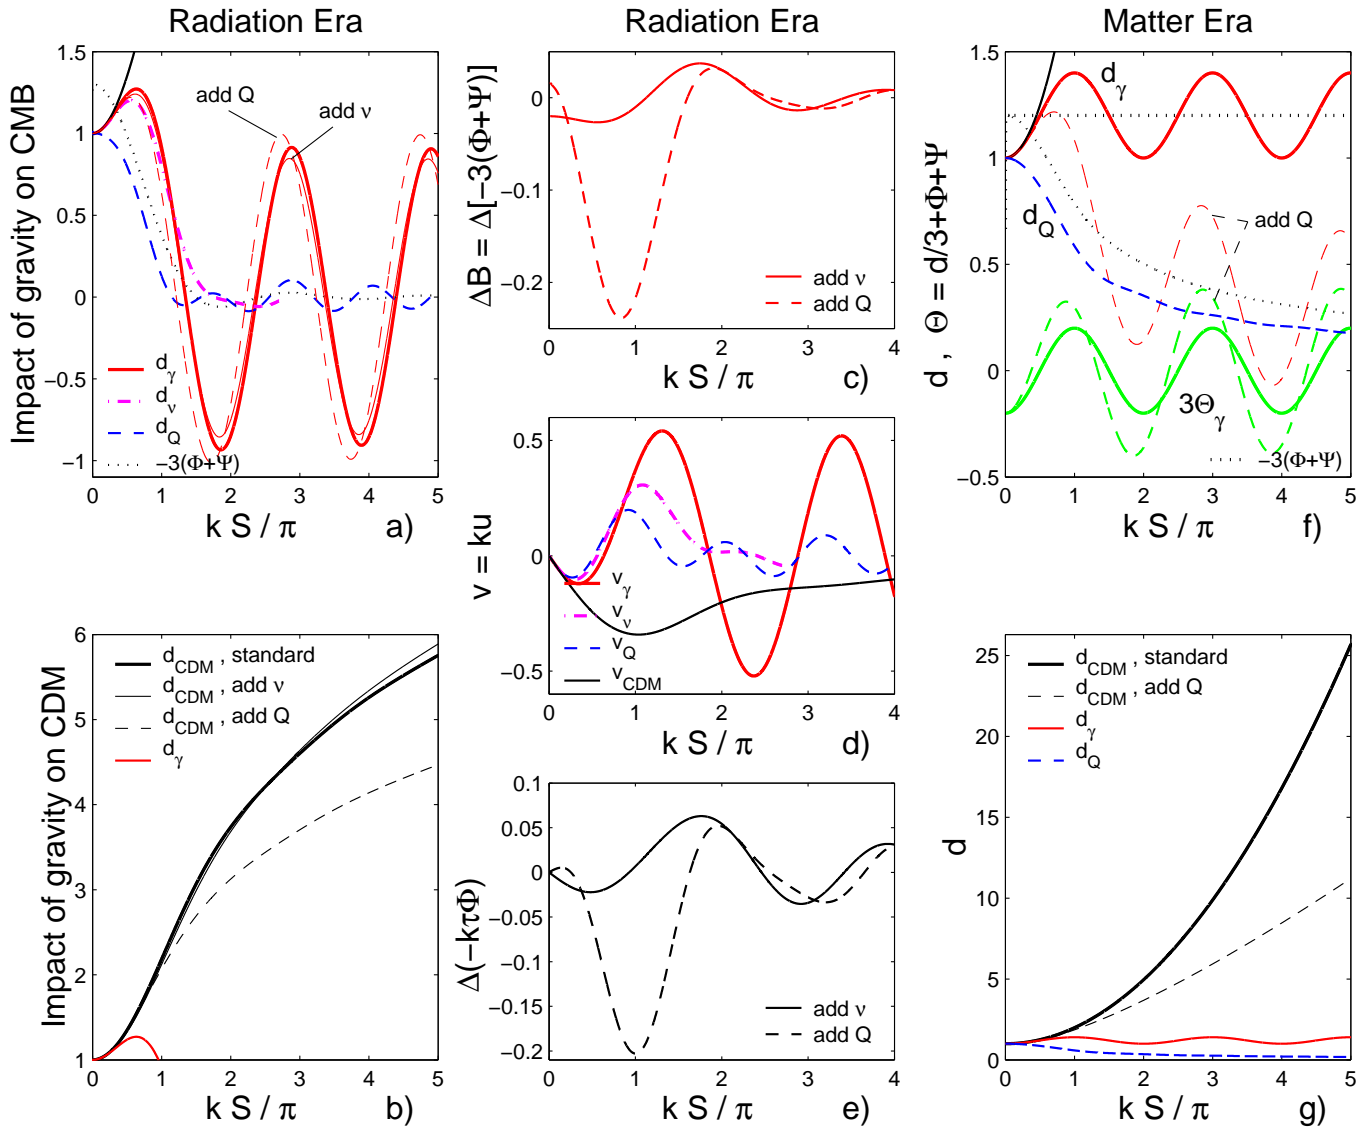 Radiation Era
Impact of gravity on CMB
1.5
1
0.5
0
−0.5
−1
add Q
add ν
d_γ
d_ν
d_Q
−3(Φ+Ψ)
0 1 2 3 4 5
k S / π
a)
Impact of gravity on CDM
6
5
4
3
2
1
d_CDM , standard
d_CDM , add ν
d_CDM , add Q
d_γ
0 1 2 3 4 5
k S / π
b)
Radiation Era
ΔB = Δ[−3(Φ+Ψ)]
0
−0.1
−0.2
add ν
add Q
0 1 2 3 4
k S / π
c)
v = ku
0.5
0
−0.5
v_γ
v_ν
v_Q
v_CDM
0 1 2 3 4
k S / π
d)
Δ(−kτΦ)
0.1
0.05
0
−0.05
−0.1
−0.15
−0.2
add ν
add Q
0 1 2 3 4
k S / π
e)
Matter Era
d , Θ = d/3+Φ+Ψ
1.5
1
0.5
0
−0.5
d_γ
d_Q
add Q
3Θ_γ
−3(Φ+Ψ)
0 1 2 3 4 5
k S / π
f)
d
25
20
15
10
5
0
d_CDM , standard
d_CDM , add Q
d_γ
d_Q
0 1 2 3 4 5
k S / π
g)